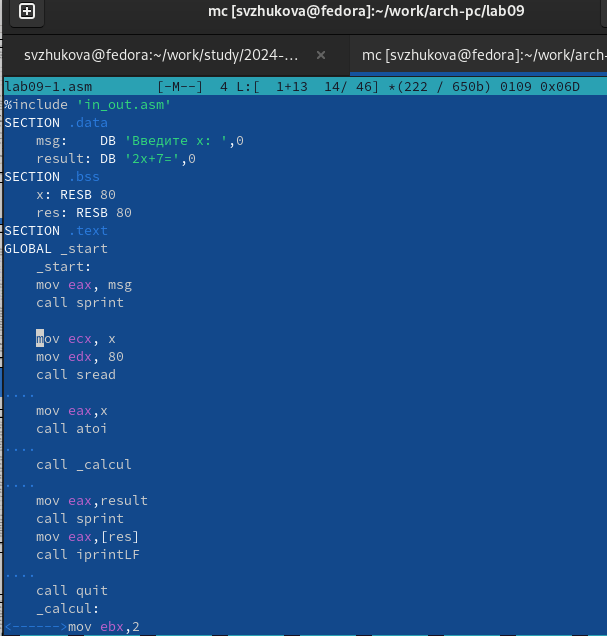 mc [svzhukova@fedora]:~/work/arch-pc/lab09
svzhukova@fedora:~/work/study/2024-... × mc [svzhukova@fedora]:~/work/arch-
lab09-1.asm [-M--] 4 L:[ 1+13 14/ 46] *(222 / 650b) 0109 0x06D
%include 'in_out.asm'
SECTION .data
msg: DB 'Введите x: ',0
result: DB '2x+7=',0
SECTION .bss
x: RESB 80
res: RESB 80
SECTION .text
GLOBAL _start
_start:
mov eax, msg
call sprint
mov ecx, x
mov edx, 80
call sread
....
mov eax,x
call atoi
....
call _calcul
....
mov eax,result
call sprint
mov eax,[res]
call iprintLF
....
call quit
_calcul:
<------>mov ebx,2